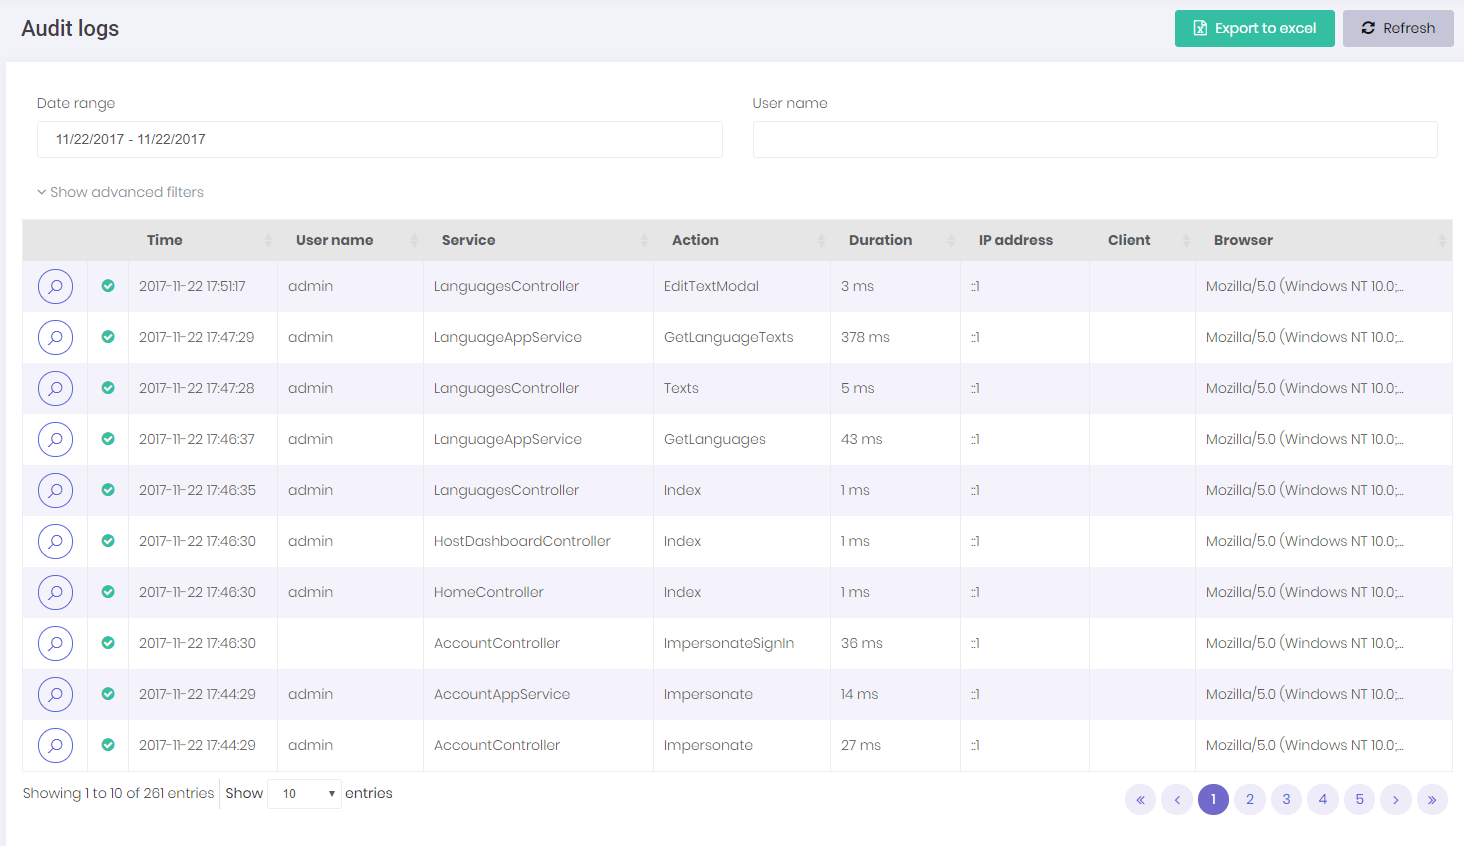 Audit logs
Export to excel Refresh
Date range User name
11/22/2017 - 11/22/2017
Show advanced filters
Time User name Service Action Duration IP address Client Browser
2017-11-22 17:51:17 admin LanguagesController EditTextModal 3 ms ::1 Mozilla/5.0 (Windows NT 10.0;...
2017-11-22 17:47:29 admin LanguageAppService GetLanguageTexts 378 ms ::1 Mozilla/5.0 (Windows NT 10.0;...
2017-11-22 17:47:28 admin LanguagesController Texts 5 ms ::1 Mozilla/5.0 (Windows NT 10.0;...
2017-11-22 17:46:37 admin LanguageAppService GetLanguages 43 ms ::1 Mozilla/5.0 (Windows NT 10.0;...
2017-11-22 17:46:35 admin LanguagesController Index 1 ms ::1 Mozilla/5.0 (Windows NT 10.0;...
2017-11-22 17:46:30 admin HostDashboardController Index 1 ms ::1 Mozilla/5.0 (Windows NT 10.0;...
2017-11-22 17:46:30 admin HomeController Index 1 ms ::1 Mozilla/5.0 (Windows NT 10.0;...
2017-11-22 17:46:30 AccountController ImpersonateSignIn 36 ms ::1 Mozilla/5.0 (Windows NT 10.0;...
2017-11-22 17:44:29 admin AccountAppService Impersonate 14 ms ::1 Mozilla/5.0 (Windows NT 10.0;...
2017-11-22 17:44:29 admin AccountController Impersonate 27 ms ::1 Mozilla/5.0 (Windows NT 10.0;...
Showing 1 to 10 of 261 entries Show 10 entries
« ‹ 1 2 3 4 5 › »